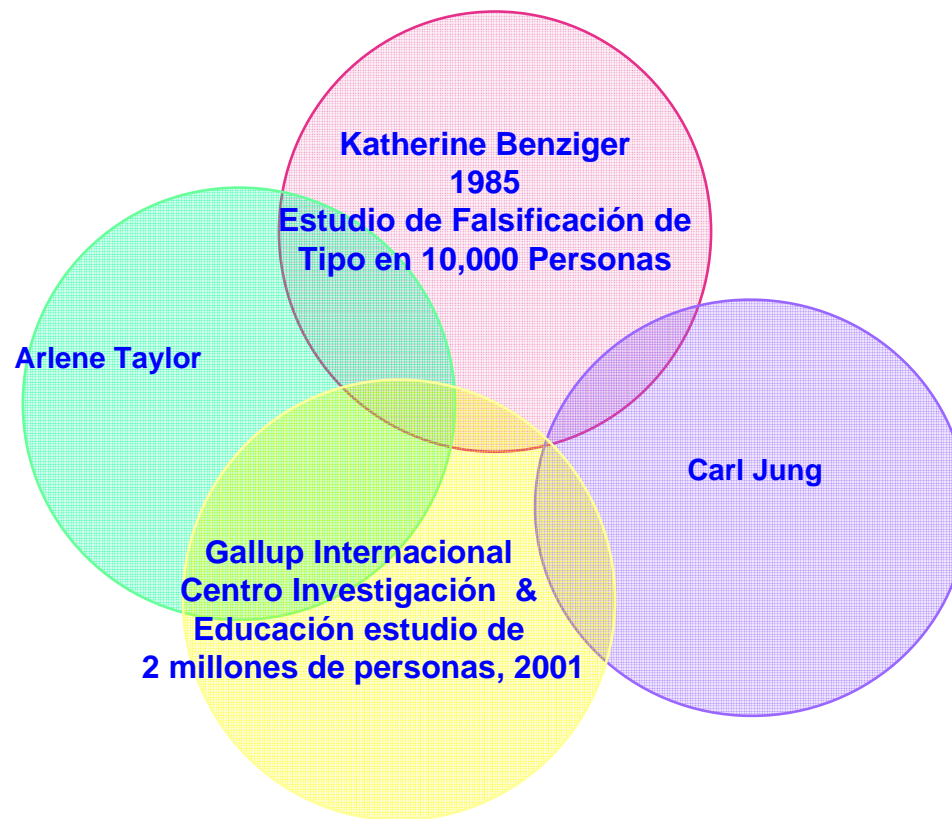 Katherine Benziger
1985
Estudio de Falsificación de
Tipo en 10,000 Personas
Arlene Taylor
Carl Jung
Gallup Internacional
Centro Investigación &
Educación estudio de
2 millones de personas, 2001